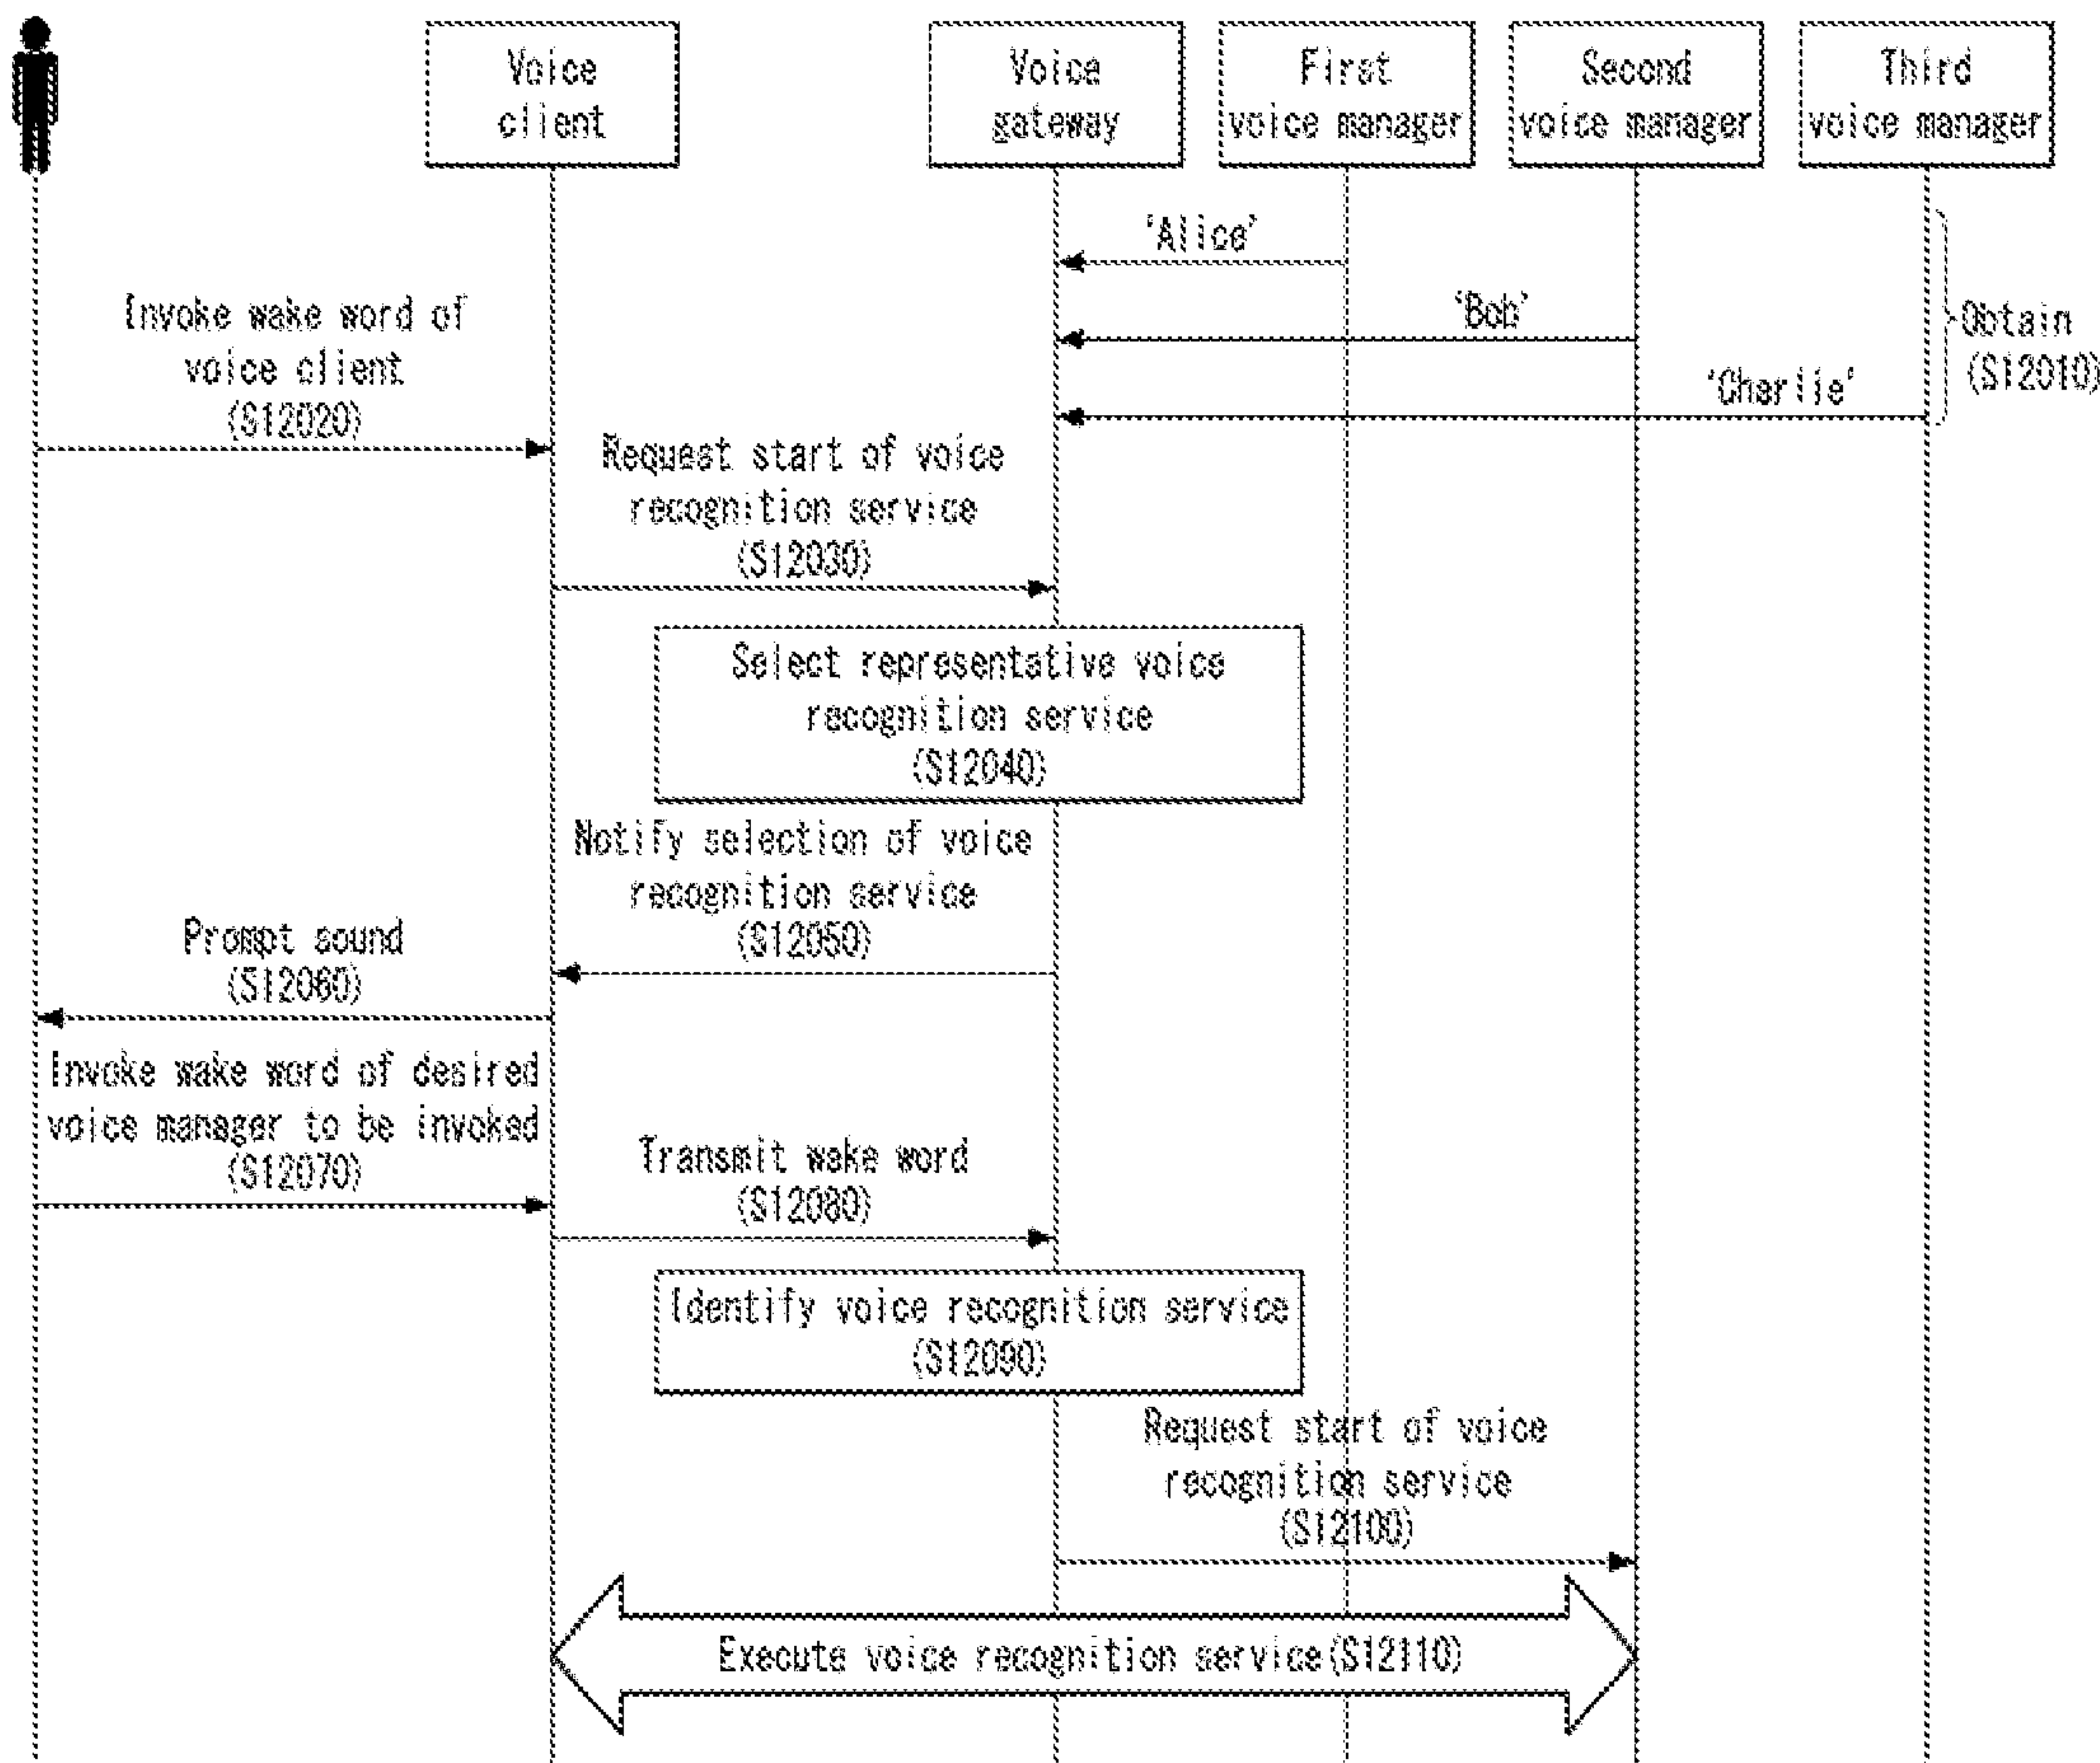 Voice
client
Voice
gateway
First
voice manager
Second
voice manager
Third
voice manager
'Alice'
'Bob'
'Charlie'
Obtain
(S12010)
Invoke wake word of
voice client
(S12020)
Request start of voice
recognition service
(S12030)
Select representative voice
recognition service
(S12040)
Notify selection of voice
recognition service
(S12050)
Prompt sound
(S12060)
Invoke wake word of desired
voice manager to be invoked
(S12070)
Transmit wake word
(S12080)
Identify voice recognition service
(S12090)
Request start of voice
recognition service
(S12100)
Execute voice recognition service(S12110)